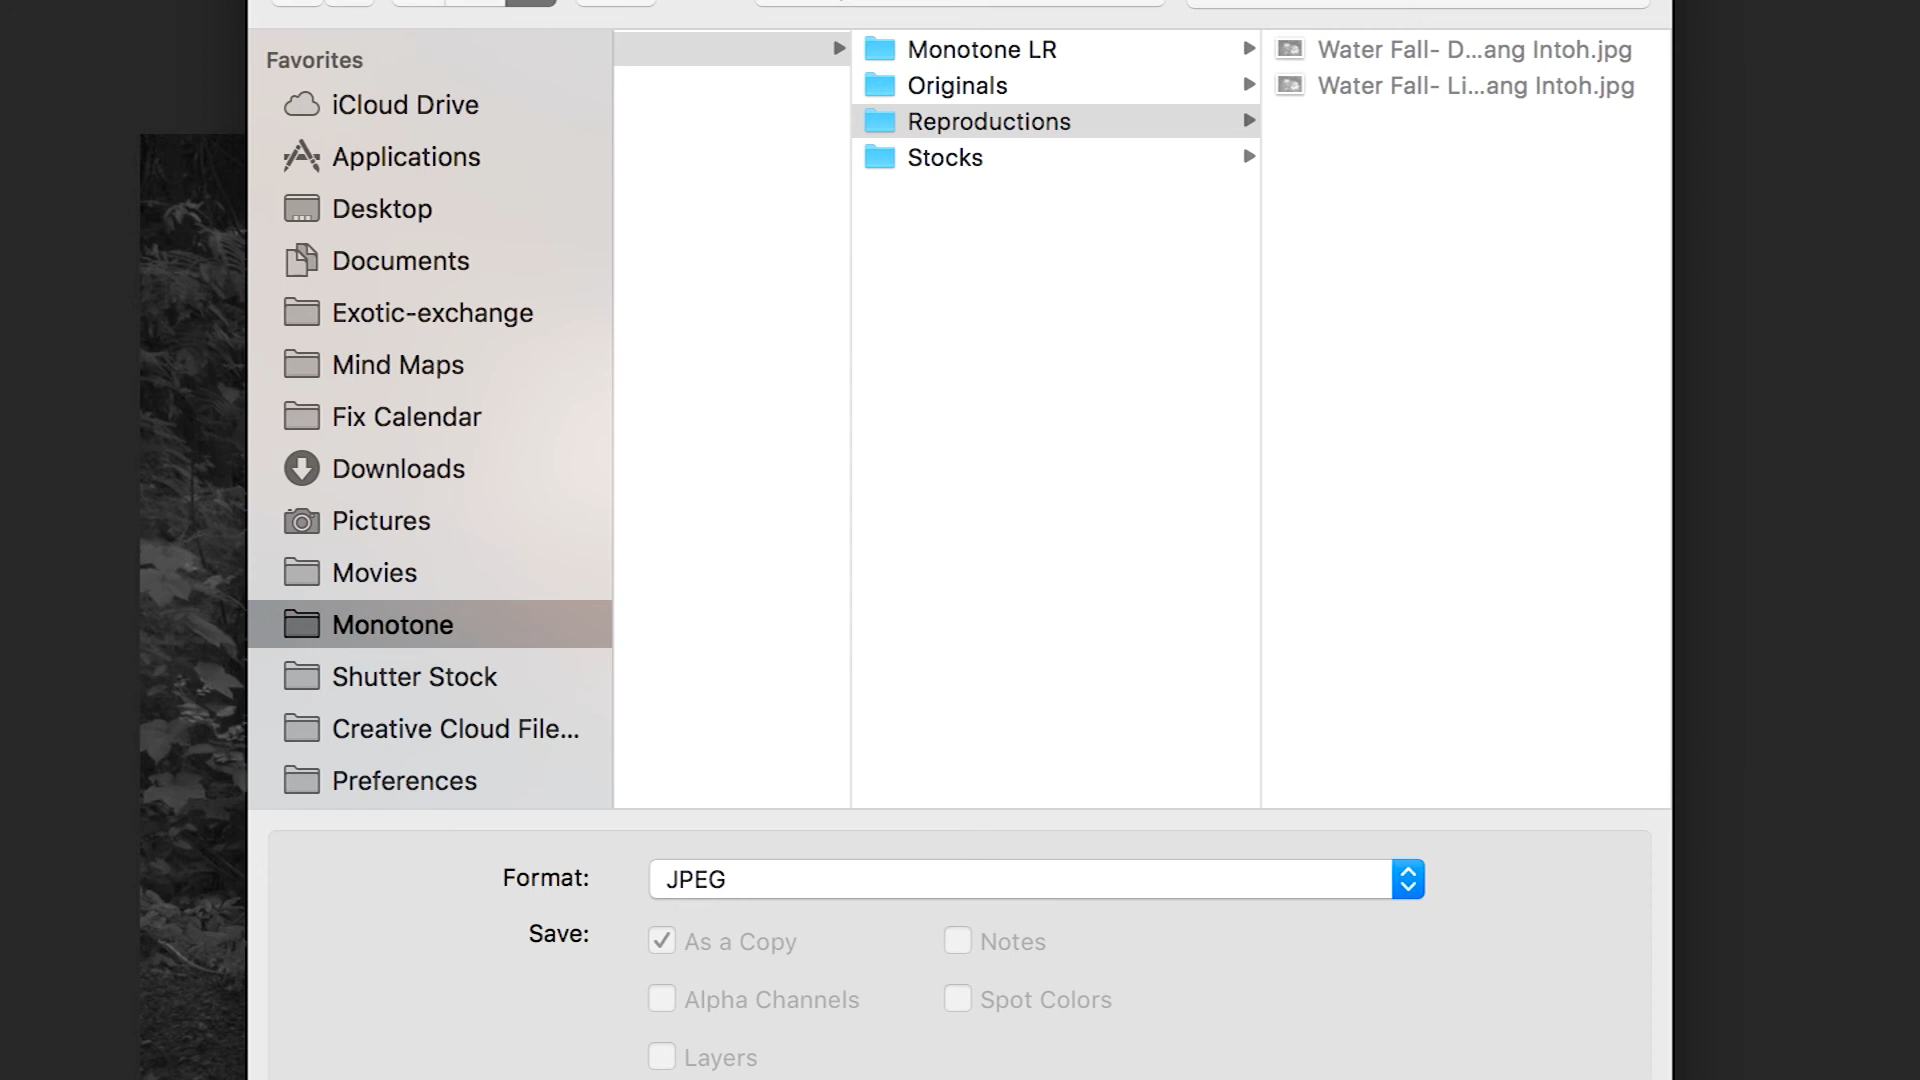 Favorites
iCloud Drive
Applications
Desktop
Documents
Exotic-exchange
Mind Maps
Fix Calendar
Downloads
Pictures
Movies
Monotone
Shutter Stock
Creative Cloud File...
Preferences
Monotone LR
Originals
Reproductions
Stocks
Water Fall- D...ang Intoh.jpg
Water Fall- Li...ang Intoh.jpg
Format: JPEG
Save:
As a Copy
Notes
Alpha Channels
Spot Colors
Layers